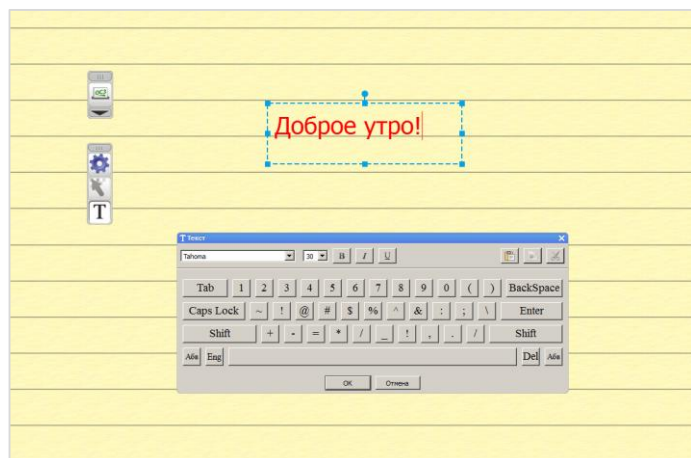 Доброе утро!
T
T Текст
Tahoma 30 B I U
Tab 1 2 3 4 5 6 7 8 9 0 ( ) BackSpace
Caps Lock ~ ! @ # $ % ^ & : ; \ Enter
Shift + - = * / _ ! , . / Shift
Абв Eng Del Абв
OK Отмена